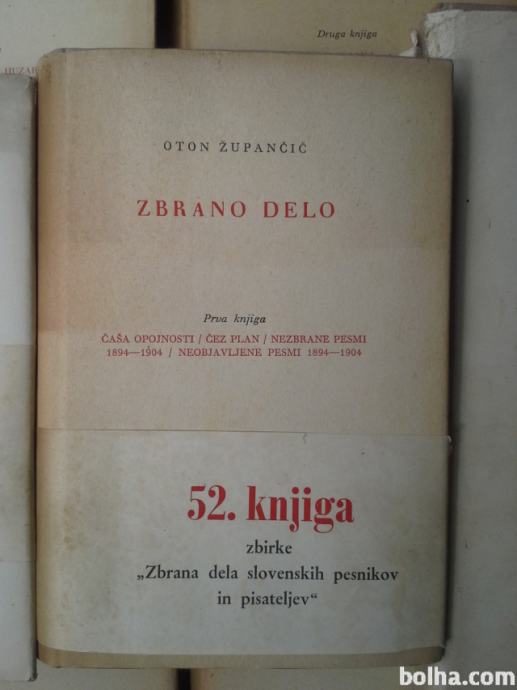 Druga knjiga
OTON ŽUPANČIČ
ZBRANO DELO
Prva knjiga
ČAŠA OPOJNOSTI / ČEZ PLAN / NEZBRANE PESMI
1894—1904 / NEOBJAVLJENE PESMI 1894—1904
52. knjiga
zbirke
„Zbrana dela slovenskih pesnikov
in pisateljev“
bolha.com